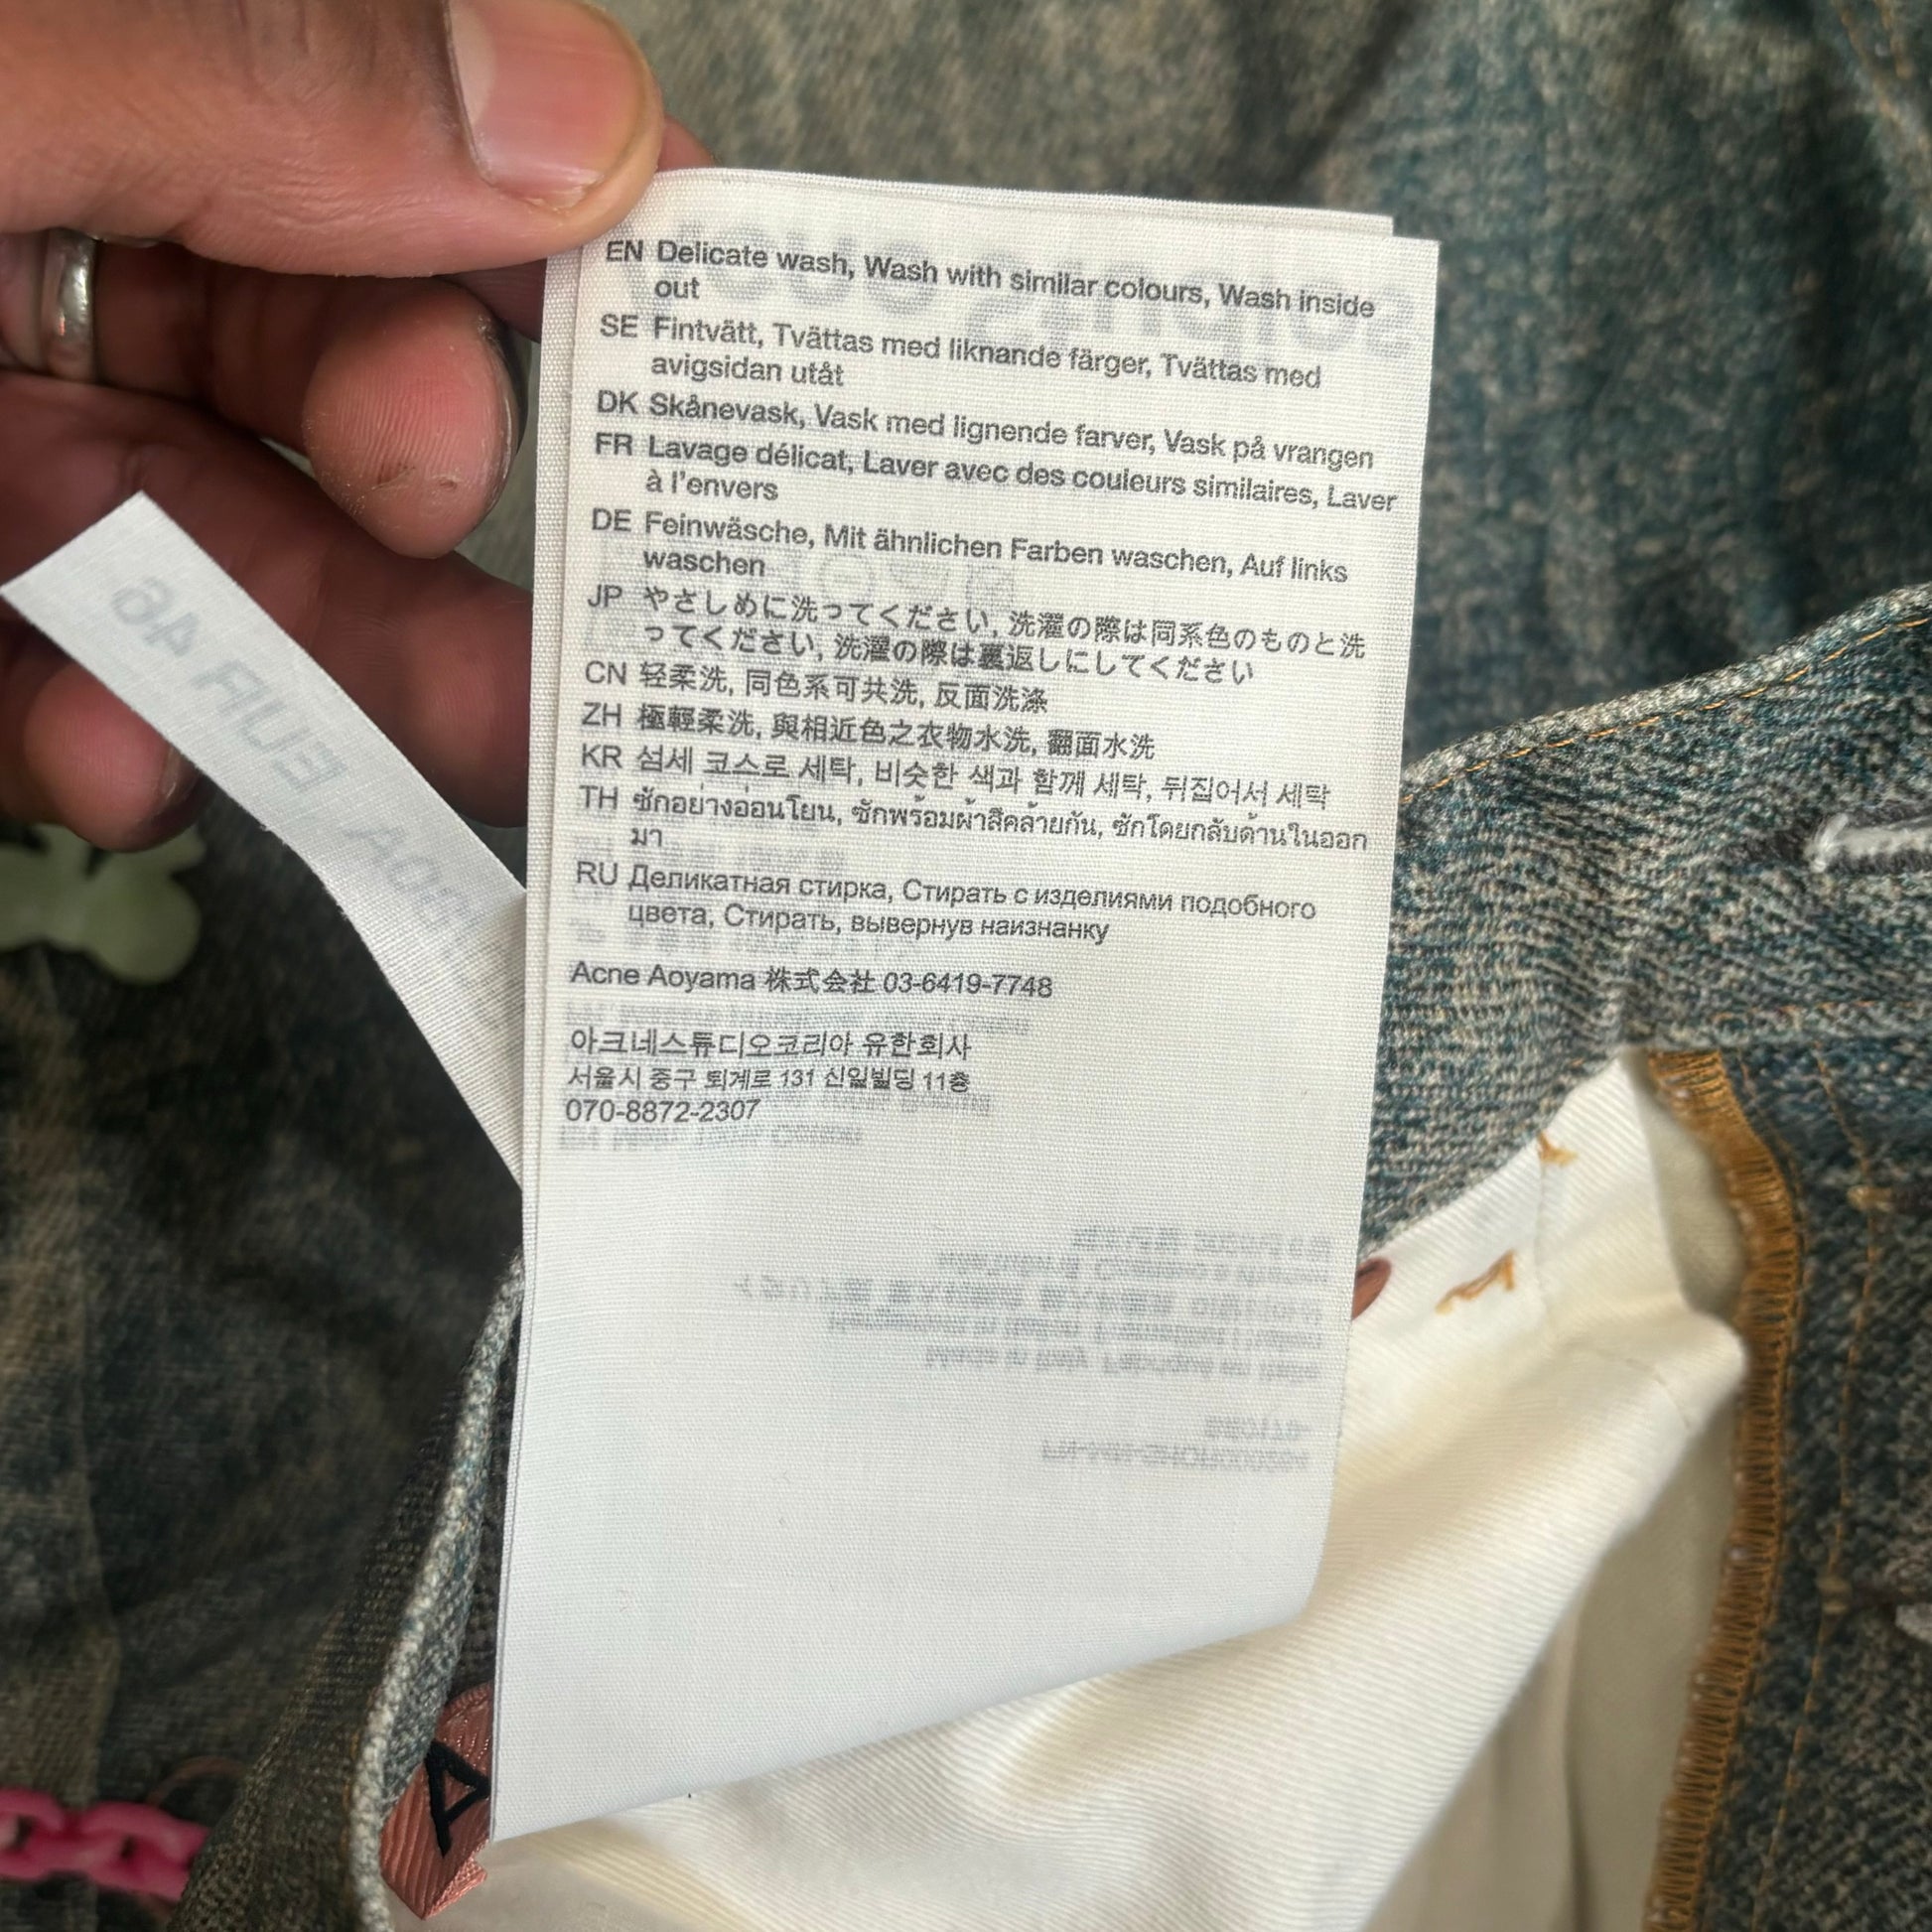 EN Delicate wash, Wash with similar colours, Wash inside
out
SE Fintvätt, Tvättas med liknande färger, Tvättas med
avigsidan utåt
DK Skånevask, Vask med lignende farver, Vask på vrangen
FR Lavage délicat, Laver avec des couleurs similaires, Laver
à l'envers
DE Feinwäsche, Mit ähnlichen Farben waschen, Auf links
waschen
JP やさしめに洗ってください, 洗濯の際は同系色のものと洗
ってください, 洗濯の際は裏返しにしてください
CN 轻柔洗, 同色系可共洗, 反面洗涤
ZH 極輕柔洗, 與相近色之衣物水洗, 翻面水洗
KR 섬세 코스로 세탁, 비슷한 색과 함께 세탁, 뒤집어서 세탁
TH ซักอย่างอ่อนโยน, ซักพร้อมผ้าสีคล้ายกัน, ซักโดยกลับด้านในออก
มา
RU Деликатная стирка, Стирать с изделиями подобного
цвета, Стирать, вывернув наизнанку
Acne Aoyama 株式会社 03-6419-7748
아크네스튜디오코리아 유한회사
서울시 중구 퇴계로 131 신일빌딩 11층
070-8872-2307
Made in Italy Fabriqué en Italie
EUR 46
A